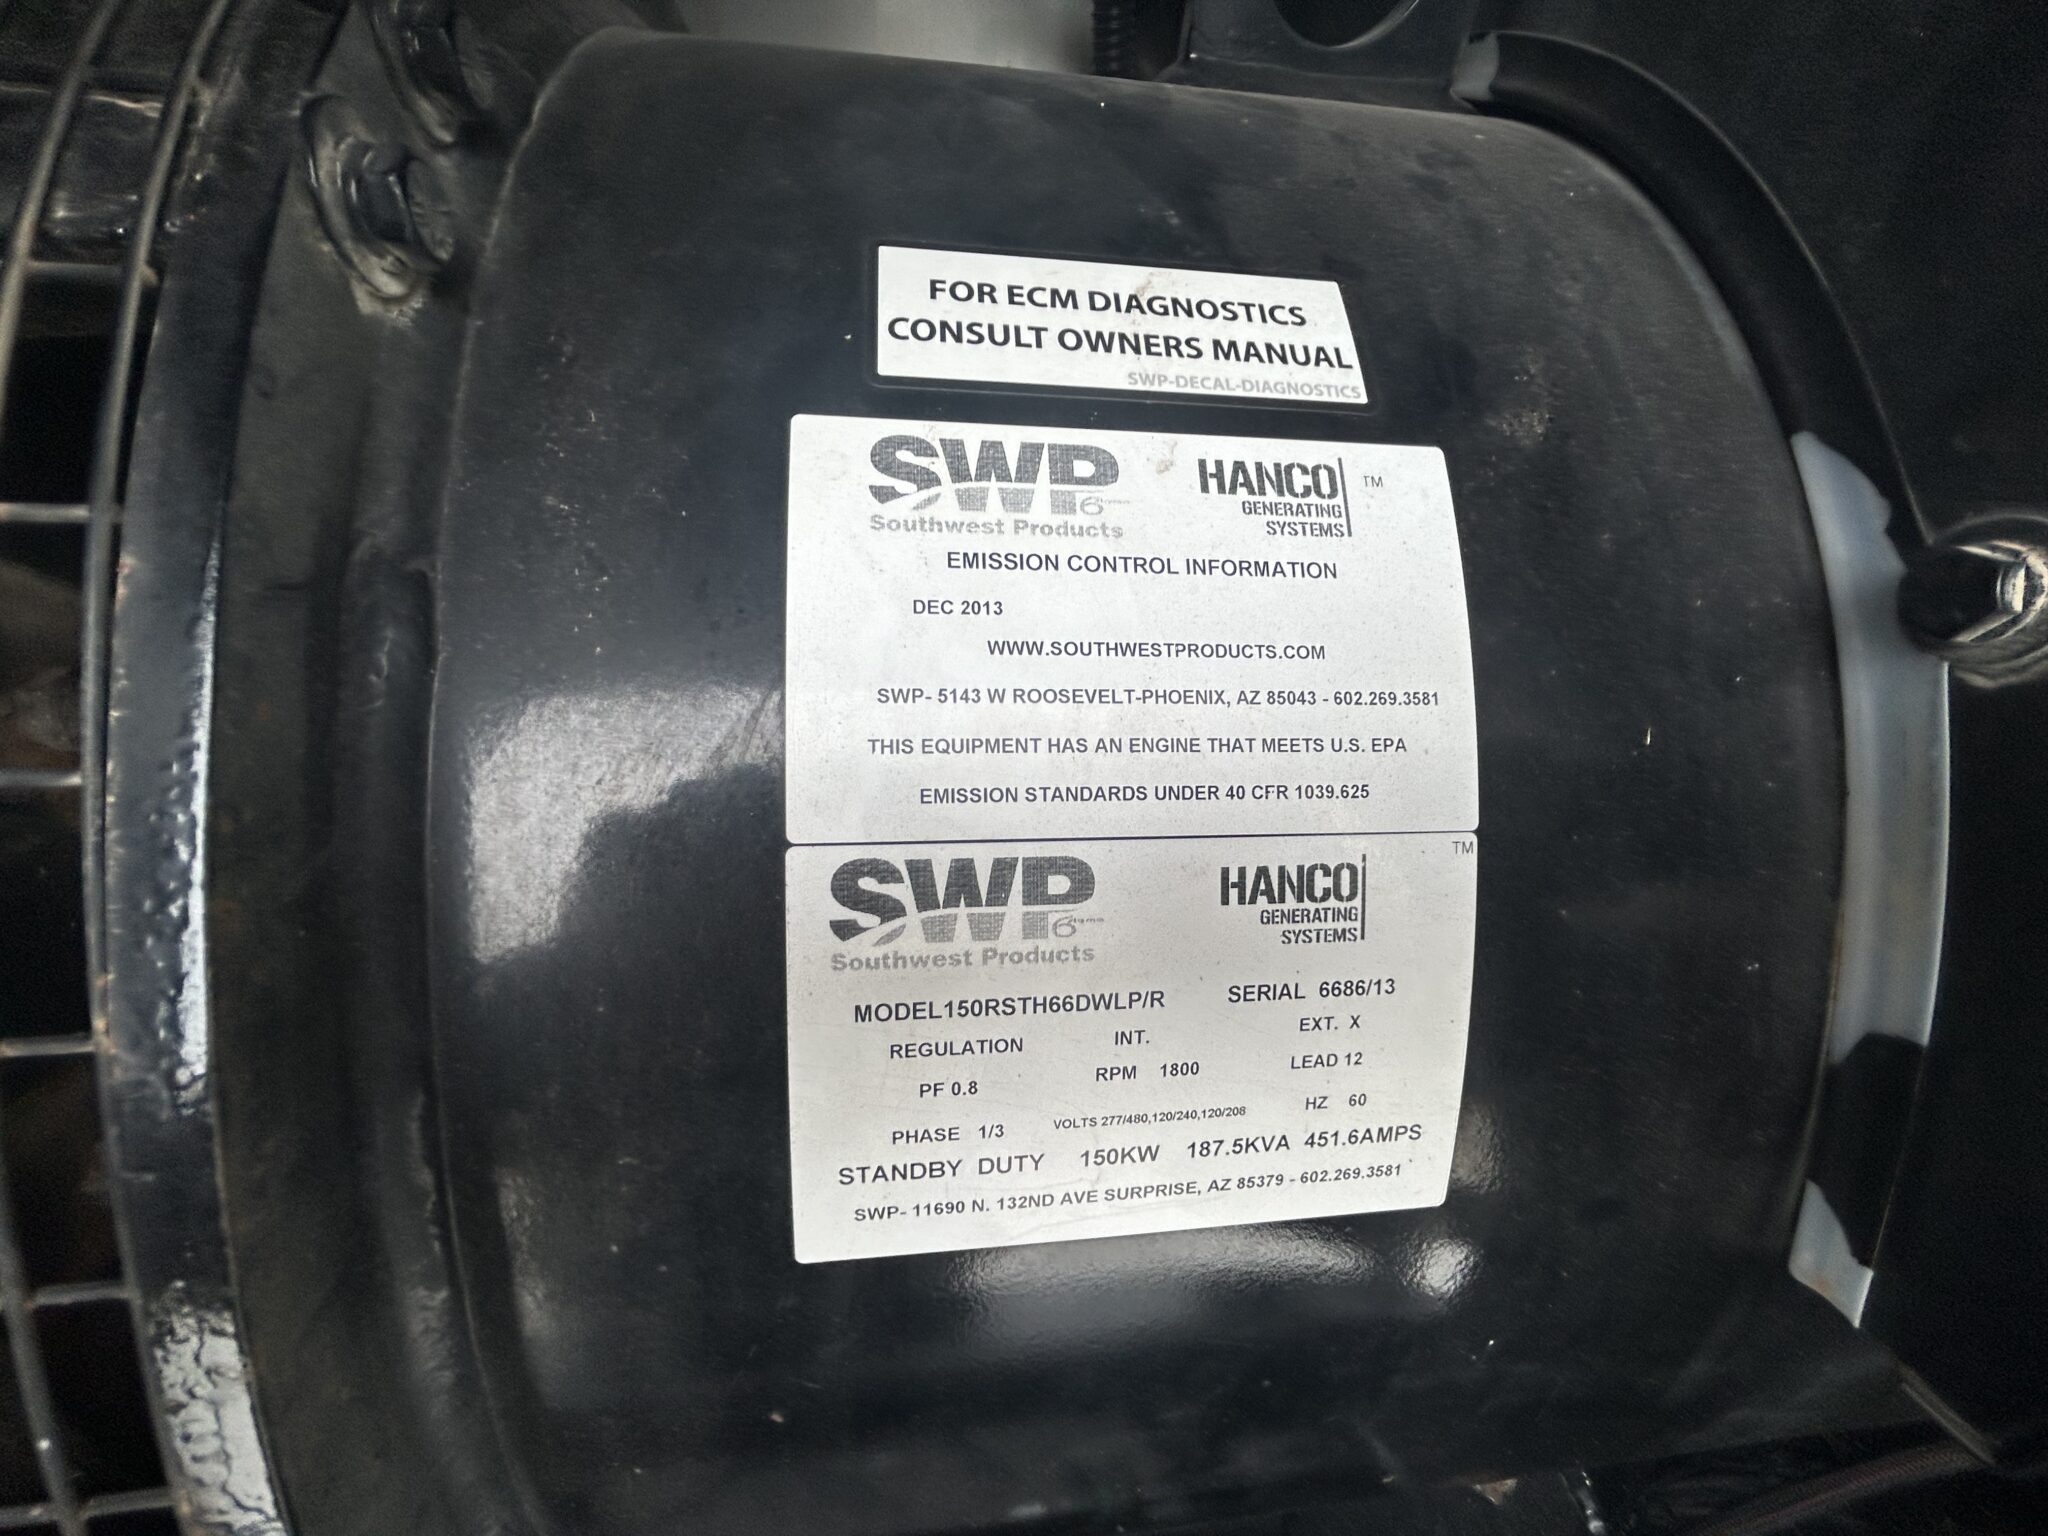 FOR ECM DIAGNOSTICS
CONSULT OWNERS MANUAL
SWP-DECAL-DIAGNOSTICS
SWP 6
Southwest Products
HANCO TM
GENERATING
SYSTEMS
EMISSION CONTROL INFORMATION
DEC 2013
WWW.SOUTHWESTPRODUCTS.COM
SWP- 5143 W ROOSEVELT-PHOENIX, AZ 85043 - 602.269.3581
THIS EQUIPMENT HAS AN ENGINE THAT MEETS U.S. EPA
EMISSION STANDARDS UNDER 40 CFR 1039.625
TM
SWP 6
Southwest Products
HANCO
GENERATING
SYSTEMS
MODEL150RSTH66DWLP/R SERIAL 6686/13
REGULATION INT. EXT. X
PF 0.8 RPM 1800 LEAD 12
PHASE 1/3 VOLTS 277/480,120/240,120/208 HZ 60
STANDBY DUTY 150KW 187.5KVA 451.6AMPS
SWP- 11690 N. 132ND AVE SURPRISE, AZ 85379 - 602.269.3581